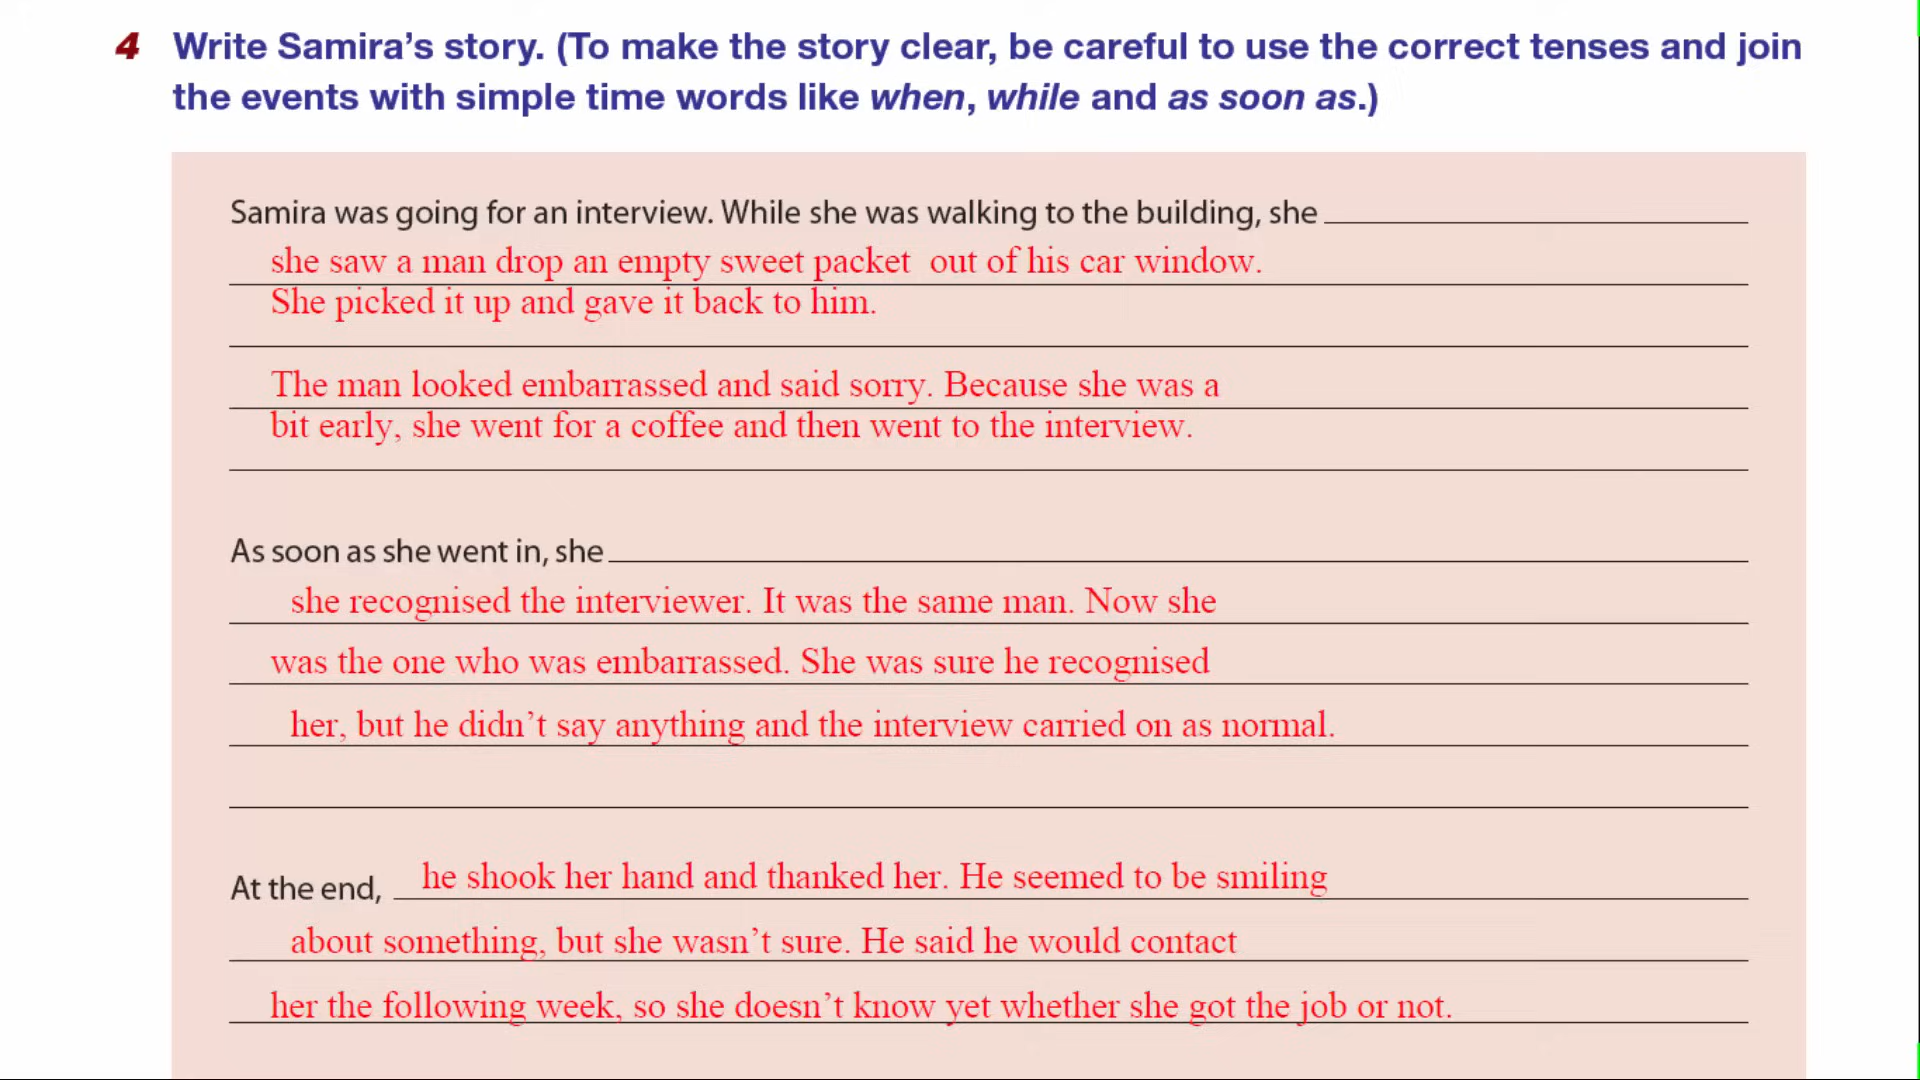 4 Write Samira’s story. (To make the story clear, be careful to use the correct tenses and join
the events with simple time words like when, while and as soon as.)
Samira was going for an interview. While she was walking to the building, she
she saw a man drop an empty sweet packet  out of his car window.
She picked it up and gave it back to him.
The man looked embarrassed and said sorry. Because she was a
bit early, she went for a coffee and then went to the interview.
As soon as she went in, she
she recognised the interviewer. It was the same man. Now she
was the one who was embarrassed. She was sure he recognised
her, but he didn’t say anything and the interview carried on as normal.
At the end, he shook her hand and thanked her. He seemed to be smiling
about something, but she wasn’t sure. He said he would contact
her the following week, so she doesn’t know yet whether she got the job or not.